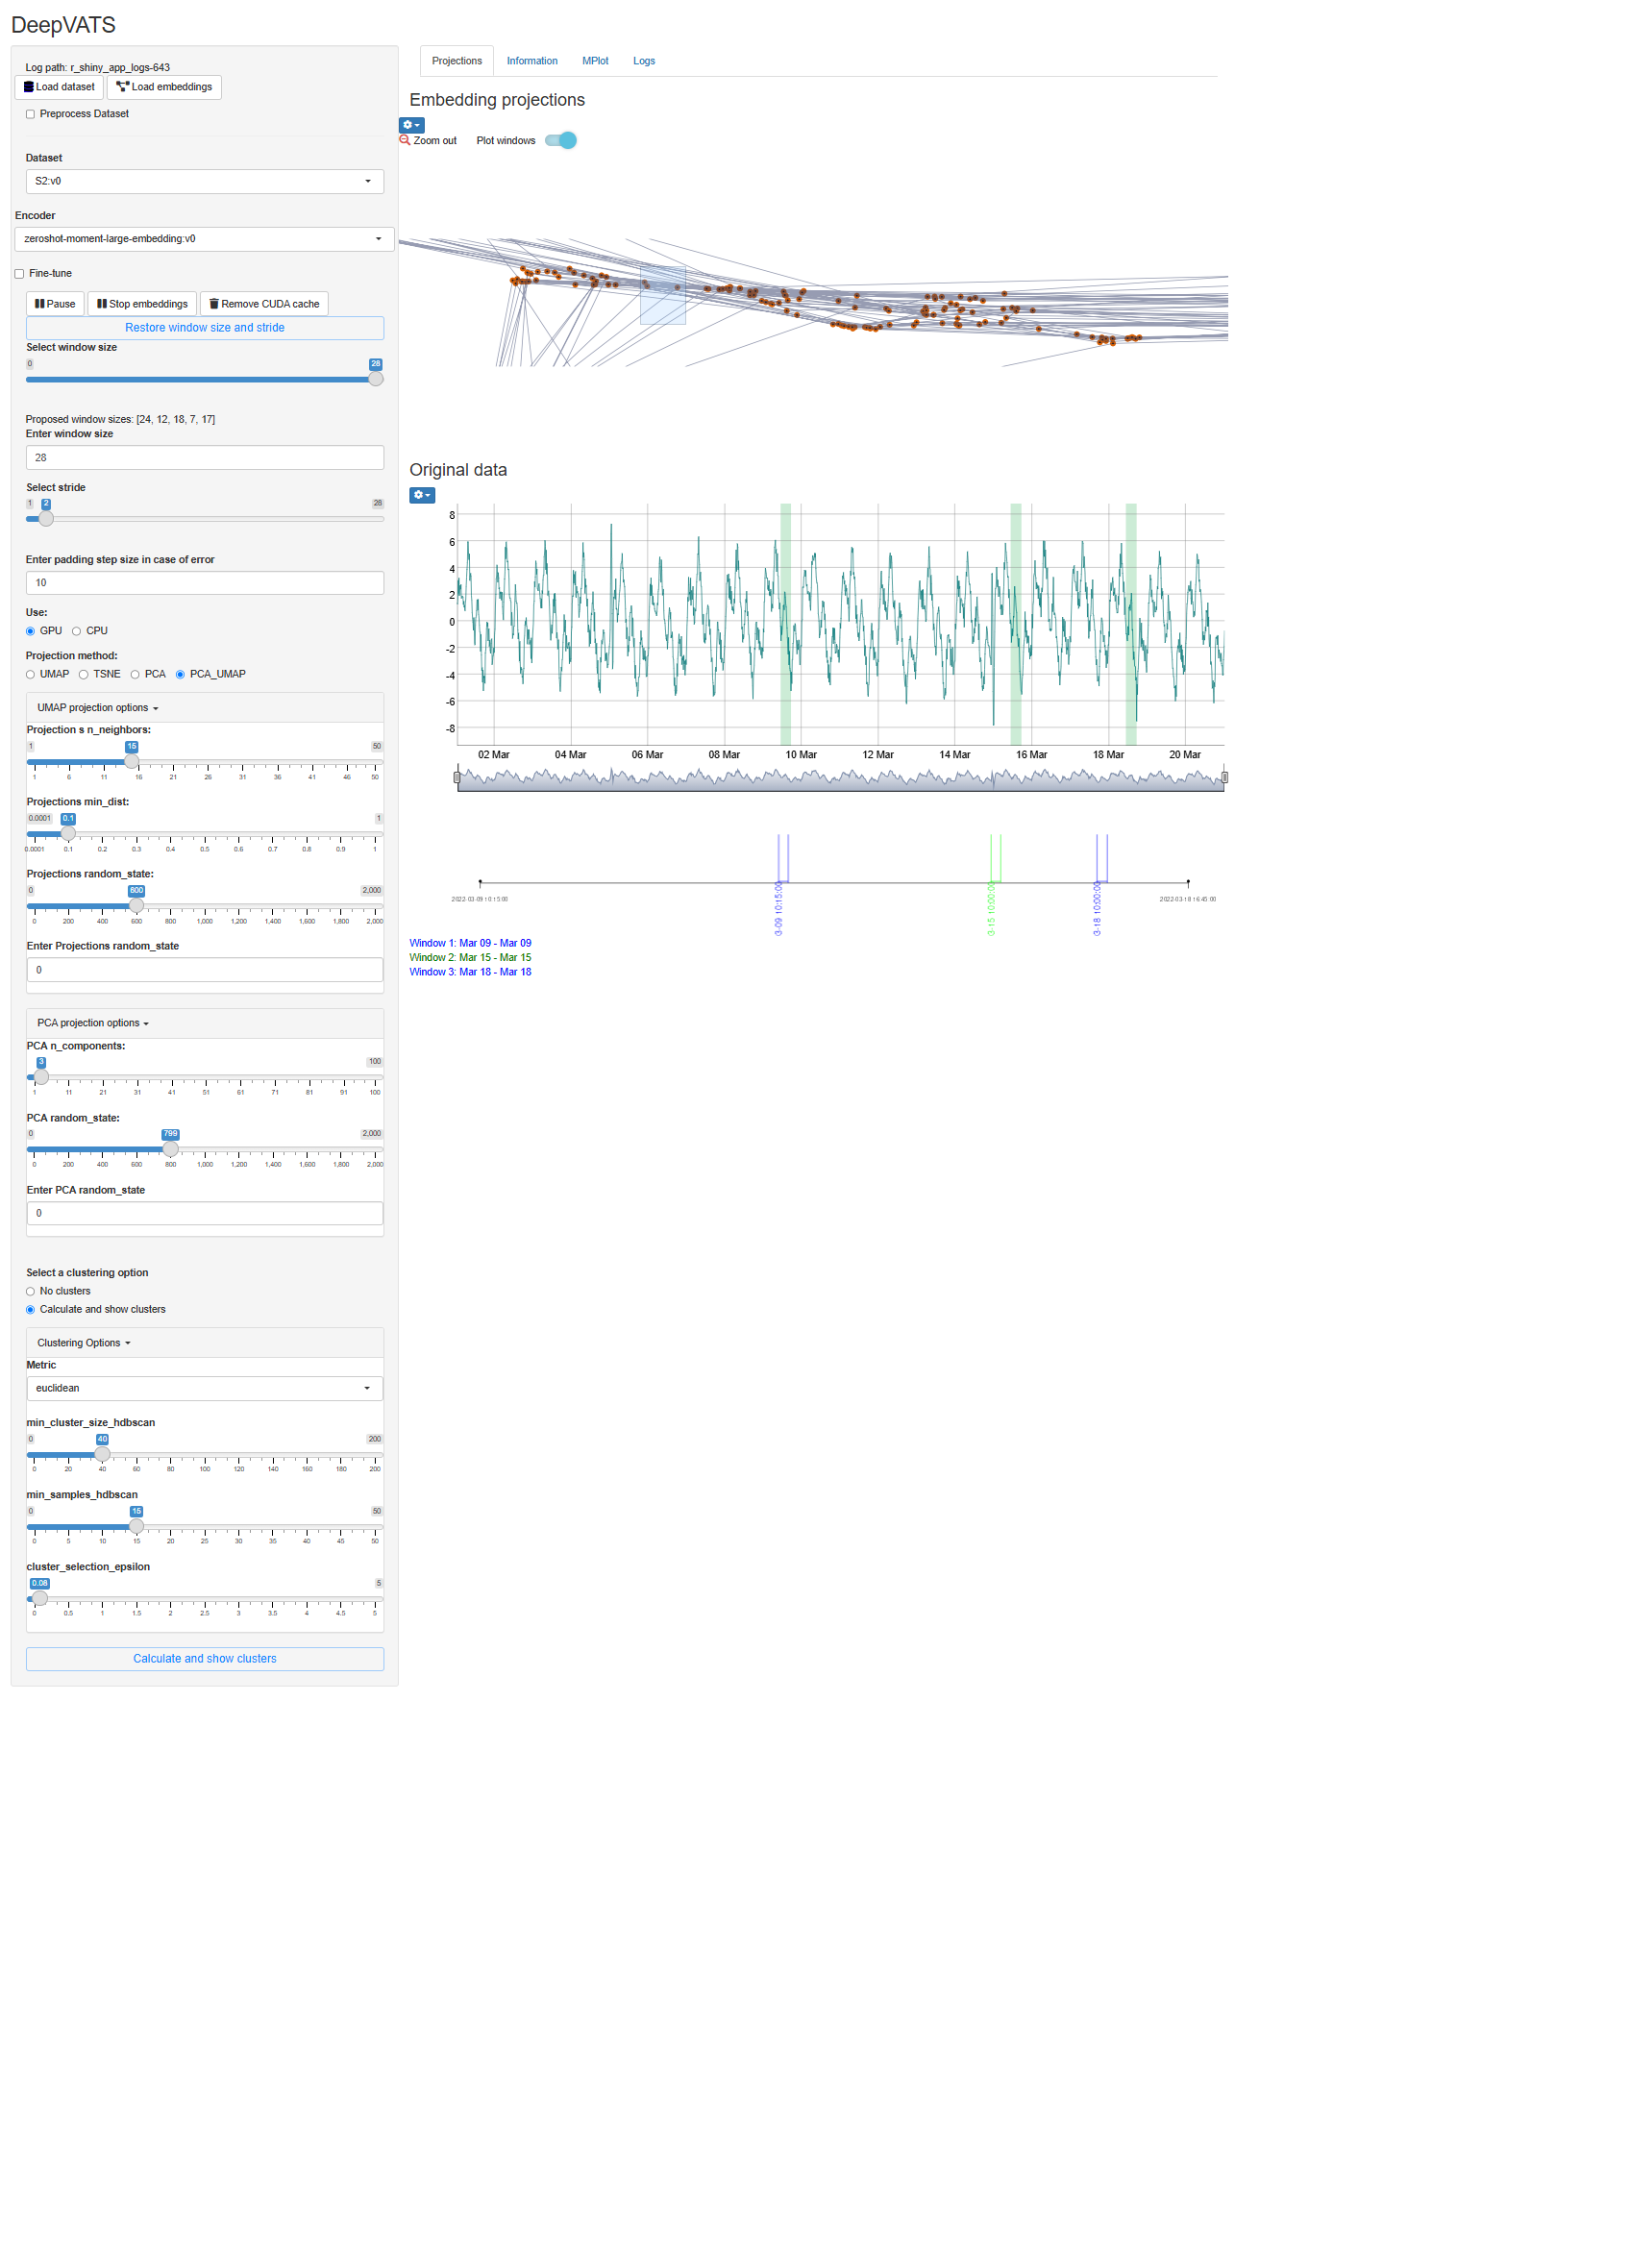 DeepVATS
Log path: r_shiny_app_logs-643
Load dataset Load embeddings
Preprocess Dataset
Dataset
S2:v0
Encoder
zeroshot-moment-large-embedding:v0
Fine-tune
Pause Stop embeddings Remove CUDA cache
Restore window size and stride
Select window size
0 28
Proposed window sizes: [24, 12, 18, 7, 17]
Enter window size
28
Select stride
1 2 28
Enter padding step size in case of error
10
Use:
GPU CPU
Projection method:
UMAP TSNE PCA PCA_UMAP
UMAP projection options
Projection s n_neighbors:
1 15 50
1 6 11 16 21 26 31 36 41 46 50
Projections min_dist:
0.0001 0.1 1
0.0001 0.1 0.2 0.3 0.4 0.5 0.6 0.7 0.8 0.9 1
Projections random_state:
0 600 2,000
0 200 400 600 800 1,000 1,200 1,400 1,600 1,800 2,000
Enter Projections random_state
0
PCA projection options
PCA n_components:
3 100
1 11 21 31 41 51 61 71 81 91 100
PCA random_state:
0 799 2,000
0 200 400 600 800 1,000 1,200 1,400 1,600 1,800 2,000
Enter PCA random_state
0
Select a clustering option
No clusters
Calculate and show clusters
Clustering Options
Metric
euclidean
min_cluster_size_hdbscan
0 40 200
0 20 40 60 80 100 120 140 160 180 200
min_samples_hdbscan
0 15 50
0 5 10 15 20 25 30 35 40 45 50
cluster_selection_epsilon
0.08 5
0 0.5 1 1.5 2 2.5 3 3.5 4 4.5 5
Calculate and show clusters
Projections Information MPlot Logs
Embedding projections
Zoom out Plot windows
Original data
8
6
4
2
0
-2
-4
-6
-8
02 Mar 04 Mar 06 Mar 08 Mar 10 Mar 12 Mar 14 Mar 16 Mar 18 Mar 20 Mar
2022-03-09 10:15:00 3-09 10:15:00 3-15 10:00:00 3-18 10:00:00 2022-03-18 16:45:00
Window 1: Mar 09 - Mar 09
Window 2: Mar 15 - Mar 15
Window 3: Mar 18 - Mar 18